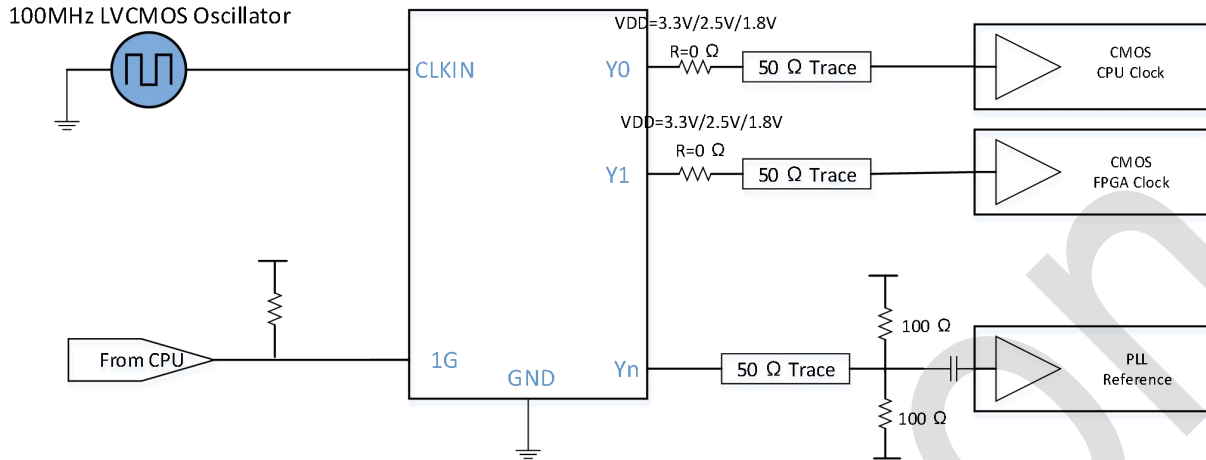 100MHz LVCMOS Oscillator
VDD=3.3V/2.5V/1.8V
R=0 Ω
CLKIN
Y0
50 Ω Trace
CMOS
CPU Clock
VDD=3.3V/2.5V/1.8V
R=0 Ω
Y1
50 Ω Trace
CMOS
FPGA Clock
100 Ω
From CPU
1G
GND
Yn
50 Ω Trace
PLL
Reference
100 Ω